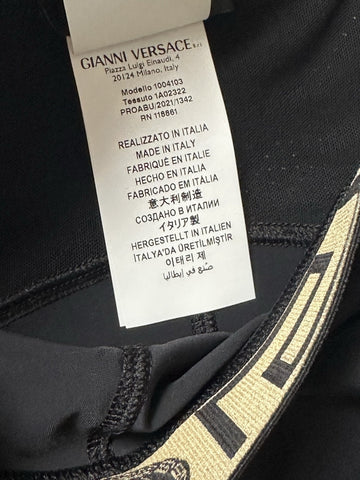 GIANNI VERSACE S.r.l.
Piazza Luigi Einaudi, 4
20124 Milano, Italy
Modello 1004103
Tessuto 1A02322
PROABU/2021/1342
RN 118861
REALIZZATO IN ITALIA
MADE IN ITALY
FABRIQUÉ EN ITALIE
HECHO EN ITALIA
FABRICADO EM ITÁLIA
意大利制造
СОЗДАНО В ИТАЛИИ
イタリア製
HERGESTELLT IN ITALIEN
İTALYA'DA ÜRETİLMİŞTİR
이태리 제
صنع في إيطاليا